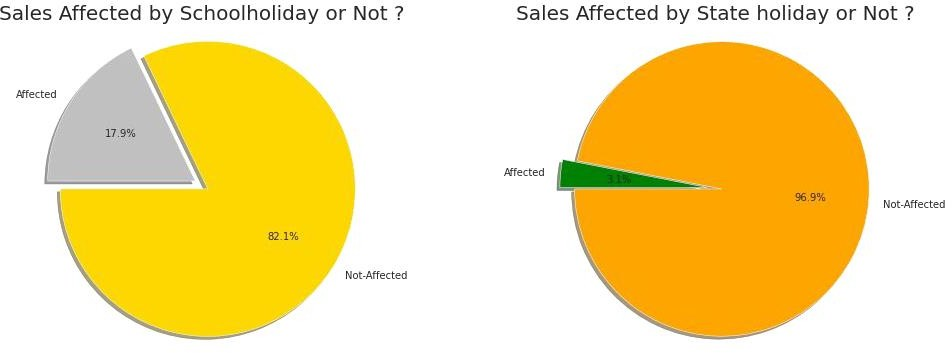 Sales Affected by Schoolholiday or Not ?
Affected
17.9%
82.1%
Not-Affected
Sales Affected by State holiday or Not ?
Affected
3.1%
96.9%
Not-Affected